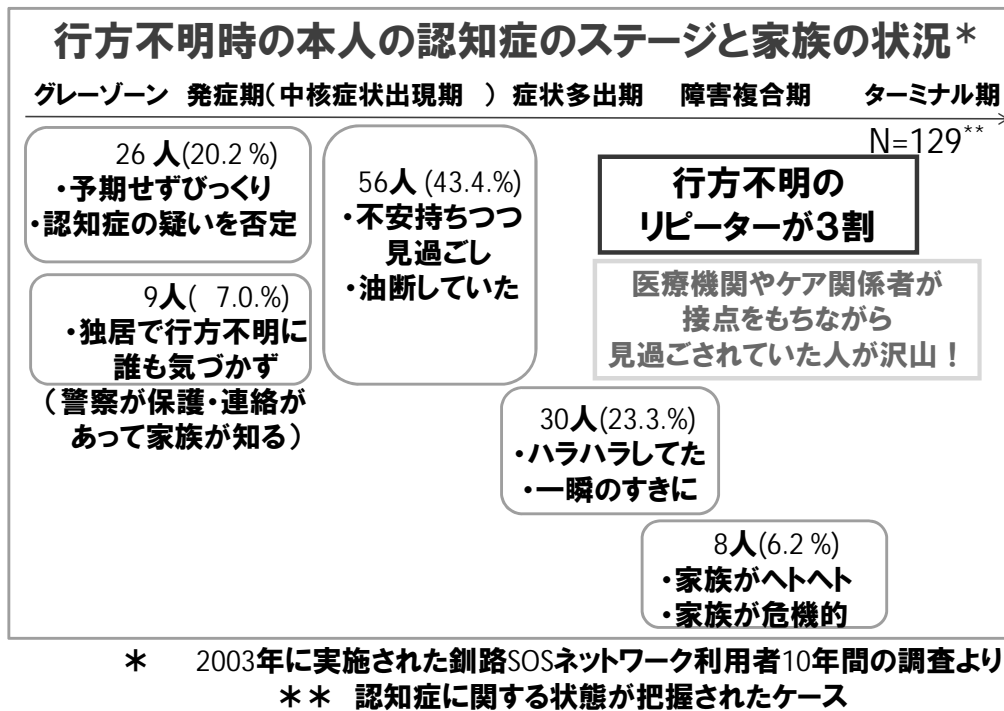 行方不明時の本人の認知症のステージと家族の状況＊
グレーゾーン 発症期（中核症状出現期 ） 症状多出期 障害複合期 ターミナル期
N=129**
26 人(20.2 %)
・予期せずびっくり
・認知症の疑いを否定
9人( 7.0.%)
・独居で行方不明に
誰も気づかず
（警察が保護・連絡が
あって家族が知る）
56人 (43.4.%)
・不安持ちつつ
見過ごし
・油断していた
行方不明の
リピーターが３割
医療機関やケア関係者が
接点をもちながら
見過ごされていた人が沢山！
30人(23.3.%)
・ハラハラしてた
・一瞬のすきに
8人(6.2 %)
・家族がヘトヘト
・家族が危機的
＊ 2003年に実施された釧路SOSネットワーク利用者10年間の調査より
＊＊ 認知症に関する状態が把握されたケース